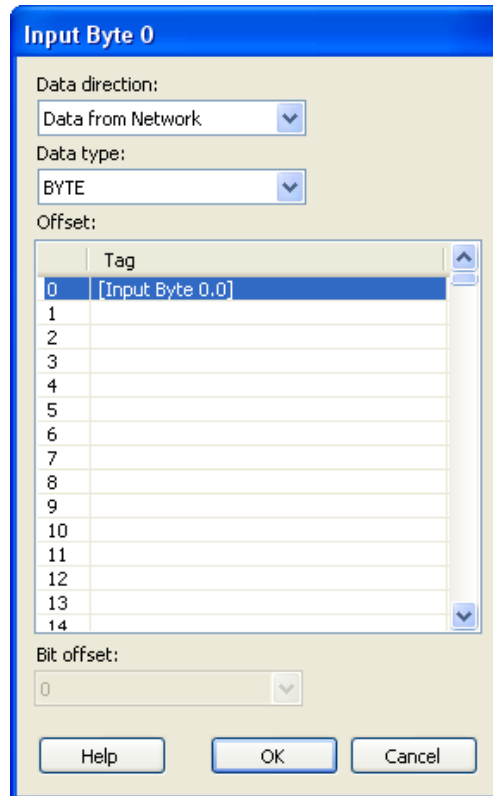 Input Byte 0
Data direction:
Data from Network
Data type:
BYTE
Offset:
Tag
0 [Input Byte 0.0]
1
2
3
4
5
6
7
8
9
10
11
12
13
14
Bit offset:
0
Help OK Cancel